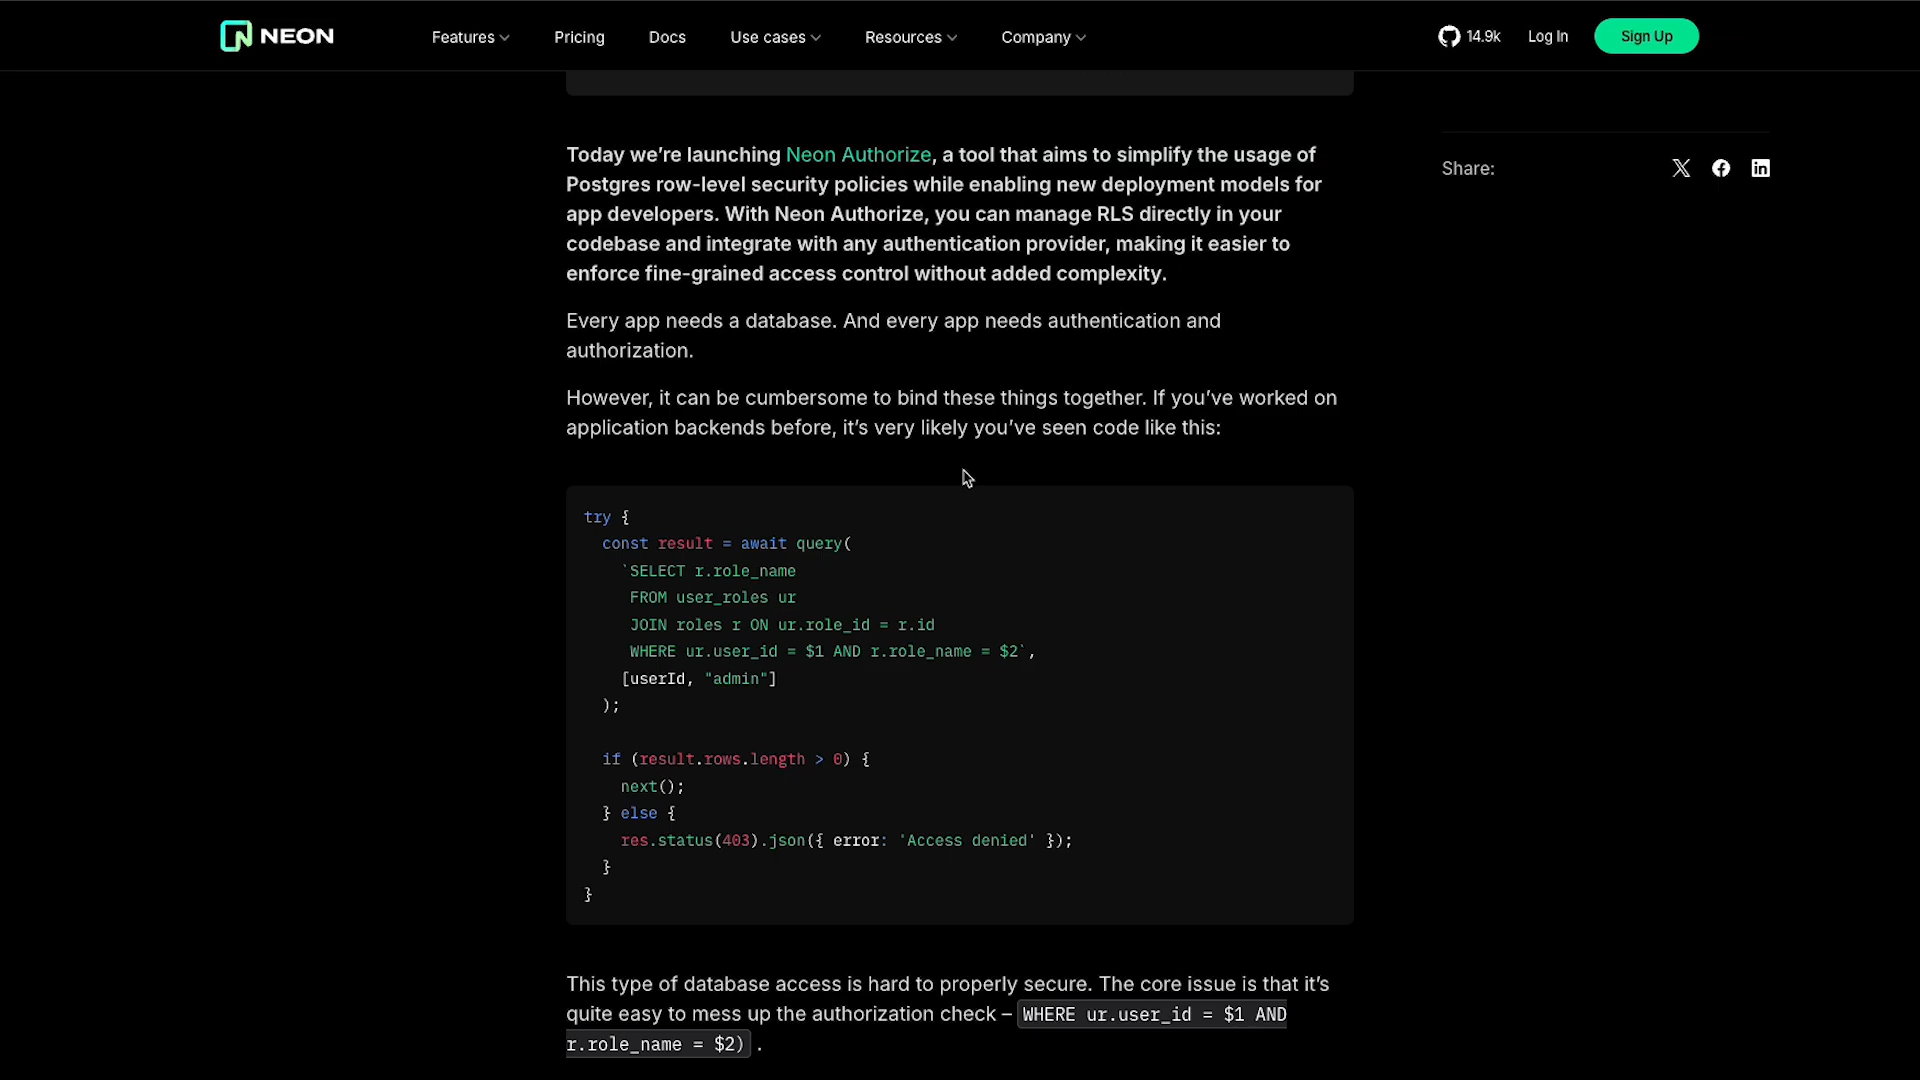 NEON
Features
Pricing
Docs
Use cases
Resources
Company
14.9k
Log In
Sign Up
Today we’re launching Neon Authorize, a tool that aims to simplify the usage of
Postgres row-level security policies while enabling new deployment models for
app developers. With Neon Authorize, you can manage RLS directly in your
codebase and integrate with any authentication provider, making it easier to
enforce fine-grained access control without added complexity.
Share:
Every app needs a database. And every app needs authentication and
authorization.
However, it can be cumbersome to bind these things together. If you’ve worked on
application backends before, it’s very likely you’ve seen code like this:
try {
  const result = await query(
    `SELECT r.role_name
     FROM user_roles ur
     JOIN roles r ON ur.role_id = r.id
     WHERE ur.user_id = $1 AND r.role_name = $2`,
    [userId, "admin"]
  );
  if (result.rows.length > 0) {
    next();
  } else {
    res.status(403).json({ error: 'Access denied' });
  }
}
This type of database access is hard to properly secure. The core issue is that it’s
quite easy to mess up the authorization check – WHERE ur.user_id = $1 AND
r.role_name = $2) .